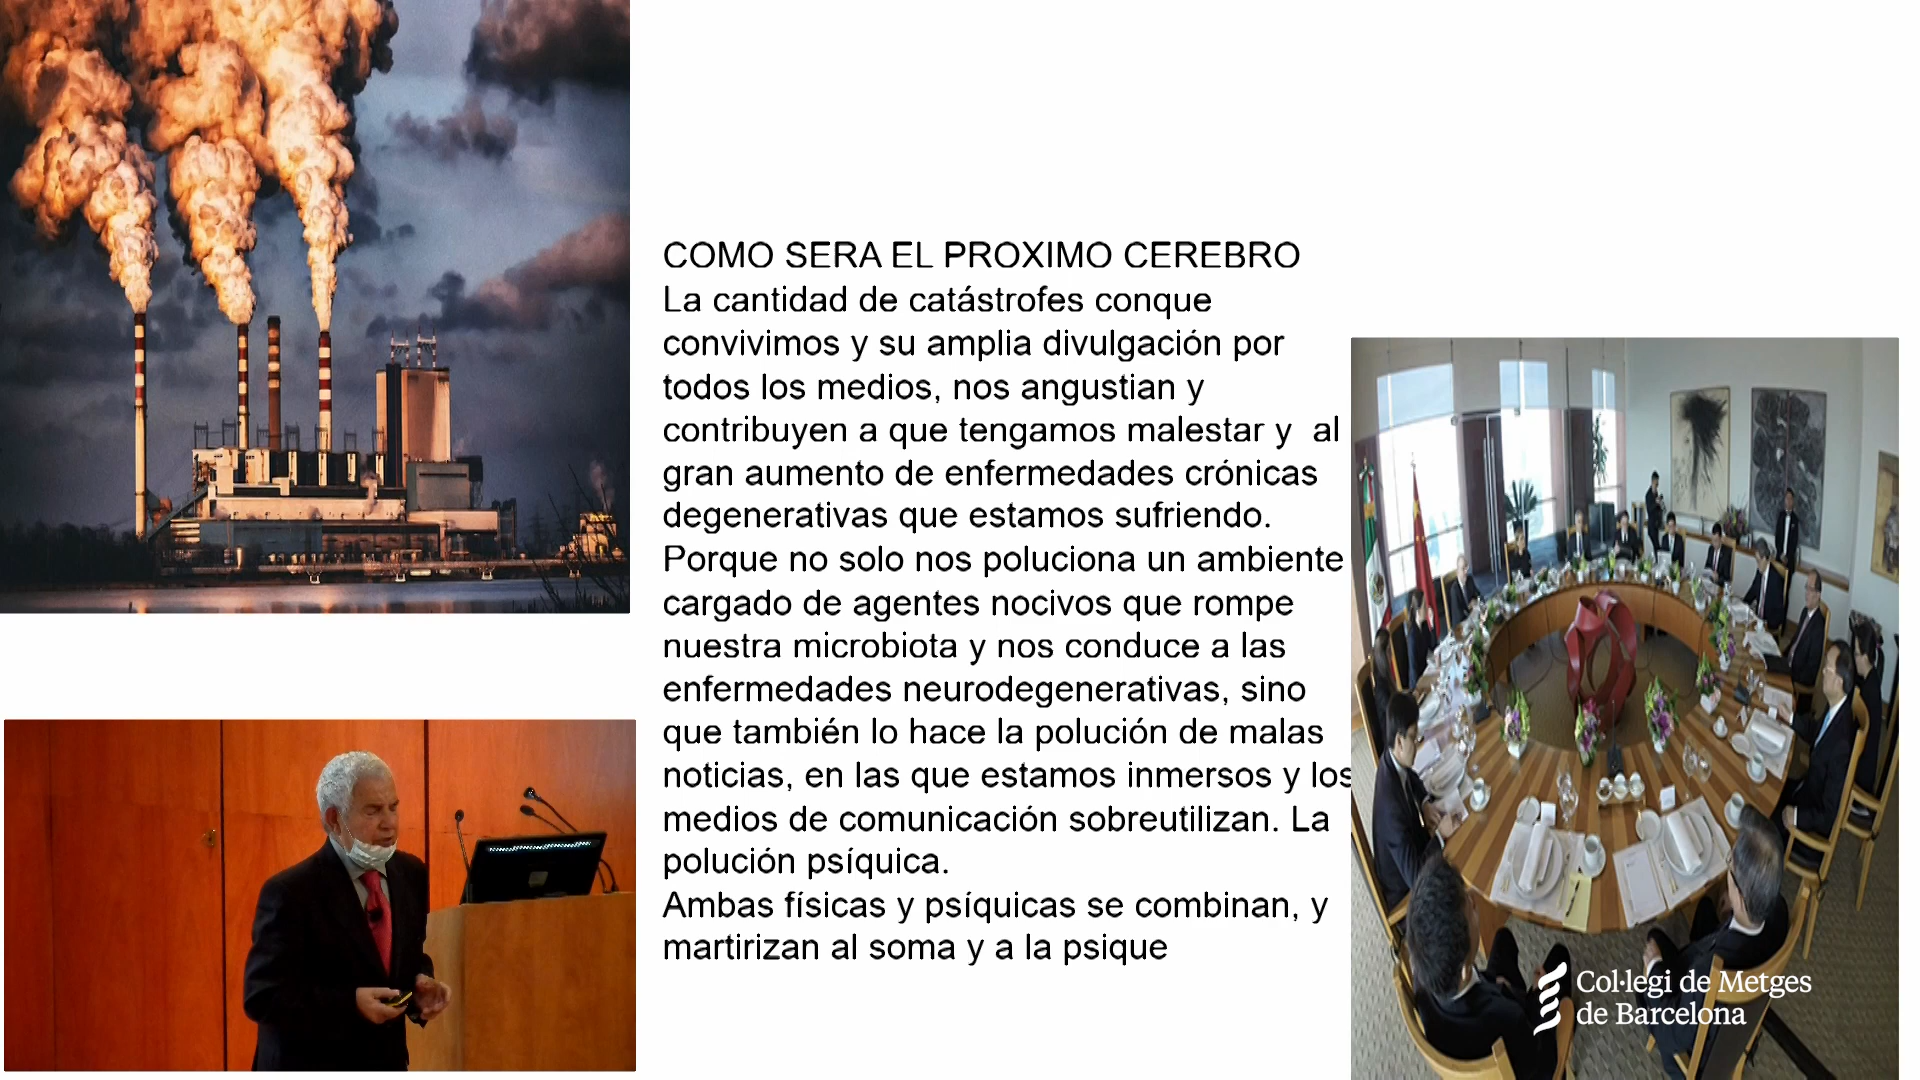 COMO SERA EL PROXIMO CEREBRO
La cantidad de catástrofes conque
convivimos y su amplia divulgación por
todos los medios, nos angustian y
contribuyen a que tengamos malestar y  al
gran aumento de enfermedades crónicas
degenerativas que estamos sufriendo.
Porque no solo nos poluciona un ambiente
cargado de agentes nocivos que rompe
nuestra microbiota y nos conduce a las
enfermedades neurodegenerativas, sino
que también lo hace la polución de malas
noticias, en las que estamos inmersos y los
medios de comunicación sobreutilizan. La
polución psíquica.
Ambas físicas y psíquicas se combinan, y
martirizan al soma y a la psique
Col·legi de Metges
de Barcelona